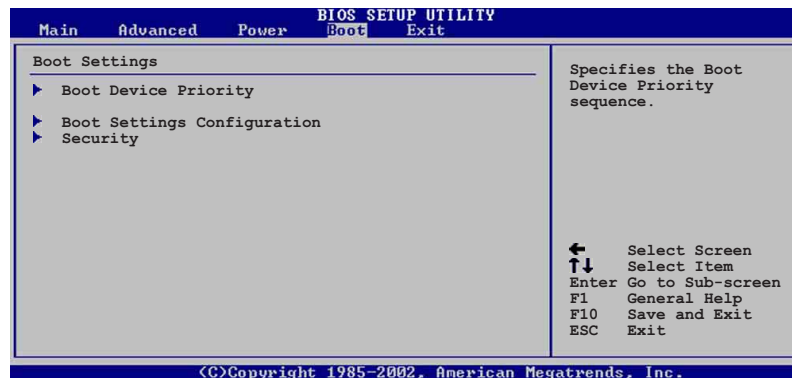 BIOS SETUP UTILITY
Main Advanced Power Boot Exit
Boot Settings
Boot Device Priority
Boot Settings Configuration
Security
Specifies the Boot
Device Priority
sequence.
← Select Screen
↑↓ Select Item
Enter Go to Sub-screen
F1 General Help
F10 Save and Exit
ESC Exit
(C)Copyright 1985-2002, American Megatrends, Inc.